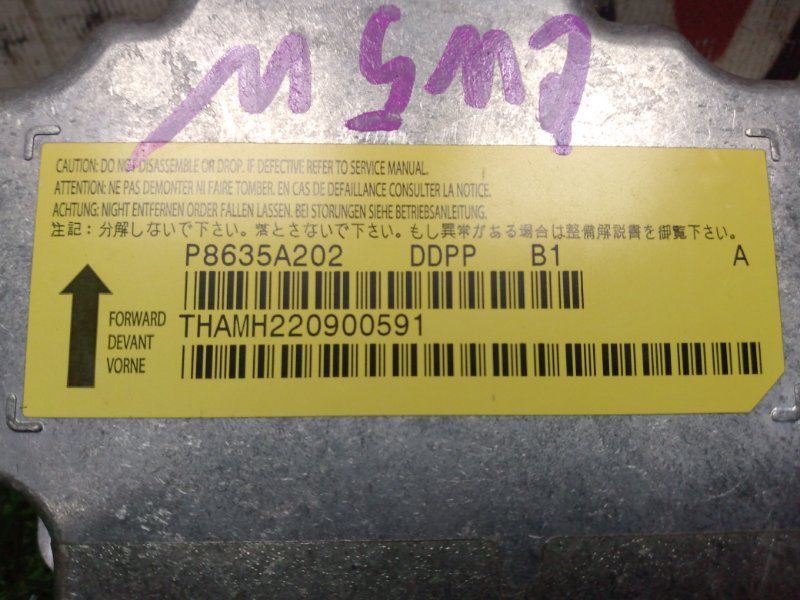 CAUTION: DO NOT DISASSEMBLE OR DROP. IF DEFECTIVE REFER TO SERVICE MANUAL.
ATTENTION: NE PAS DEMONTER NI FAIRE TOMBER. EN CAS DE DEFAILLANCE CONSULTER LA NOTICE.
ACHTUNG: NIGHT ENTFERNEN ORDER FALLEN LASSEN. BEI STORUNGEN SIEHE BETRIEBSANLEITUNG.
注記：分解しないで下さい。落とさないで下さい。もし異常がある場合は整備解説書を御覧下さい。
P8635A202 DDPP B1 A
FORWARD THAMH220900591
DEVANT
VORNE